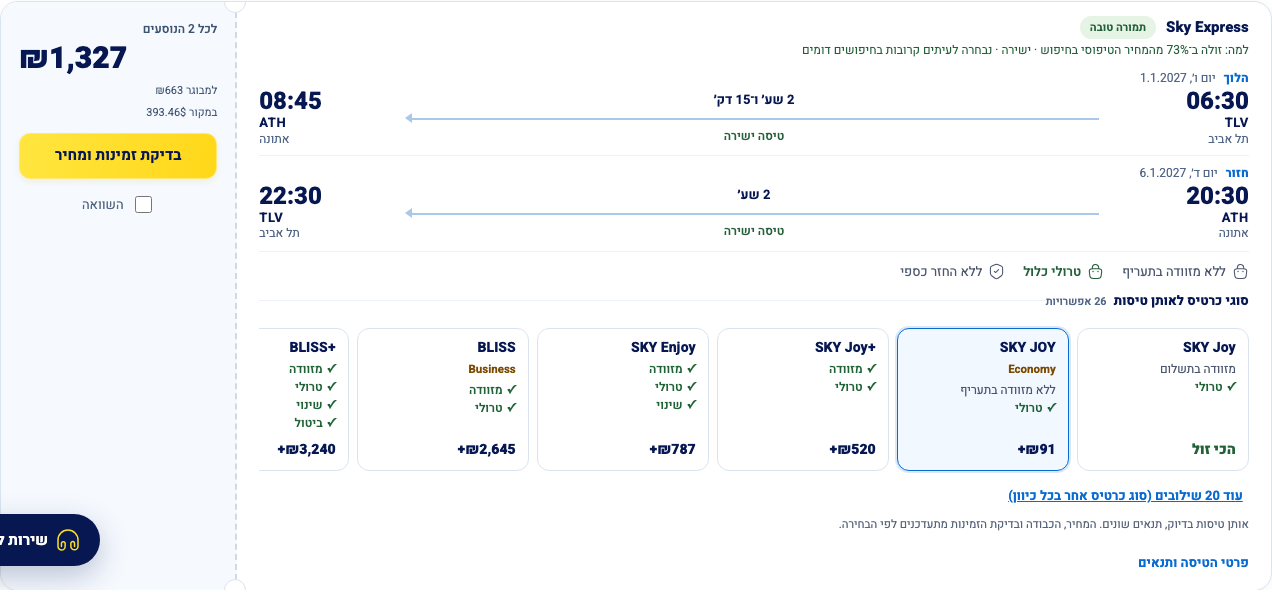 Sky Express תמורה טובה
למה: זולה ב־73% מהמחיר הטיפוסי בחיפוש · ישירה · נבחרה לעיתים קרובות בחיפושים דומים
הלוך יום ו׳, 1.1.2027
06:30
TLV
תל אביב
2 שע׳ ו־15 דק׳
טיסה ישירה
08:45
ATH
אתונה
חזור יום ד׳, 6.1.2027
20:30
ATH
אתונה
2 שע׳
טיסה ישירה
22:30
TLV
תל אביב
ללא מזוודה בתעריף טרולי כלול ללא החזר כספי
סוגי כרטיס לאותן טיסות 26 אפשרויות
SKY Joy
מזוודה בתשלום
✓ טרולי
הכי זול
SKY JOY
Economy
ללא מזוודה בתעריף
✓ טרולי
+₪91
SKY Joy+
✓ מזוודה
✓ טרולי
+₪520
SKY Enjoy
✓ מזוודה
✓ טרולי
✓ שינוי
+₪787
BLISS
Business
✓ מזוודה
✓ טרולי
+₪2,645
BLISS+
✓ מזוודה
✓ טרולי
✓ שינוי
✓ ביטול
+₪3,240
עוד 20 שילובים (סוג כרטיס אחר בכל כיוון)
אותן טיסות בדיוק, תנאים שונים. המחיר, הכבודה ובדיקת הזמינות מתעדכנים לפי הבחירה.
פרטי הטיסה ותנאים
לכל 2 הנוסעים
₪1,327
למבוגר ₪663
במקור 393.46$
בדיקת זמינות ומחיר
השוואה
שירות ל